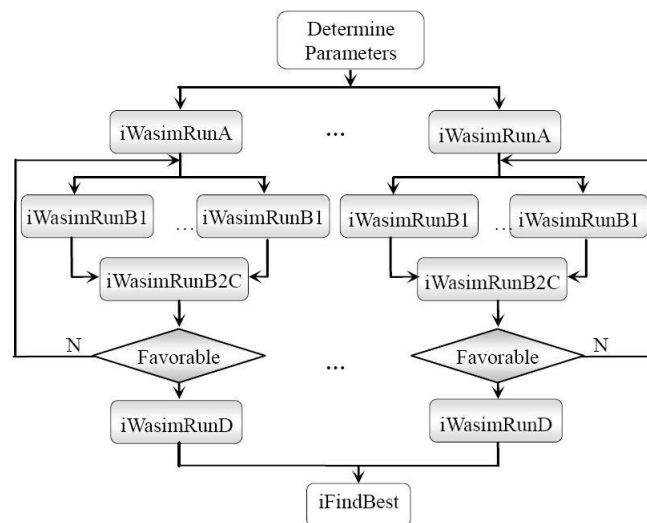 Determine
Parameters
iWasimRunA
...
iWasimRunA
iWasimRunB1
...
iWasimRunB1
iWasimRunB1
...
iWasimRunB1
iWasimRunB2C
iWasimRunB2C
N
Favorable
...
Favorable
N
iWasimRunD
iWasimRunD
iFindBest